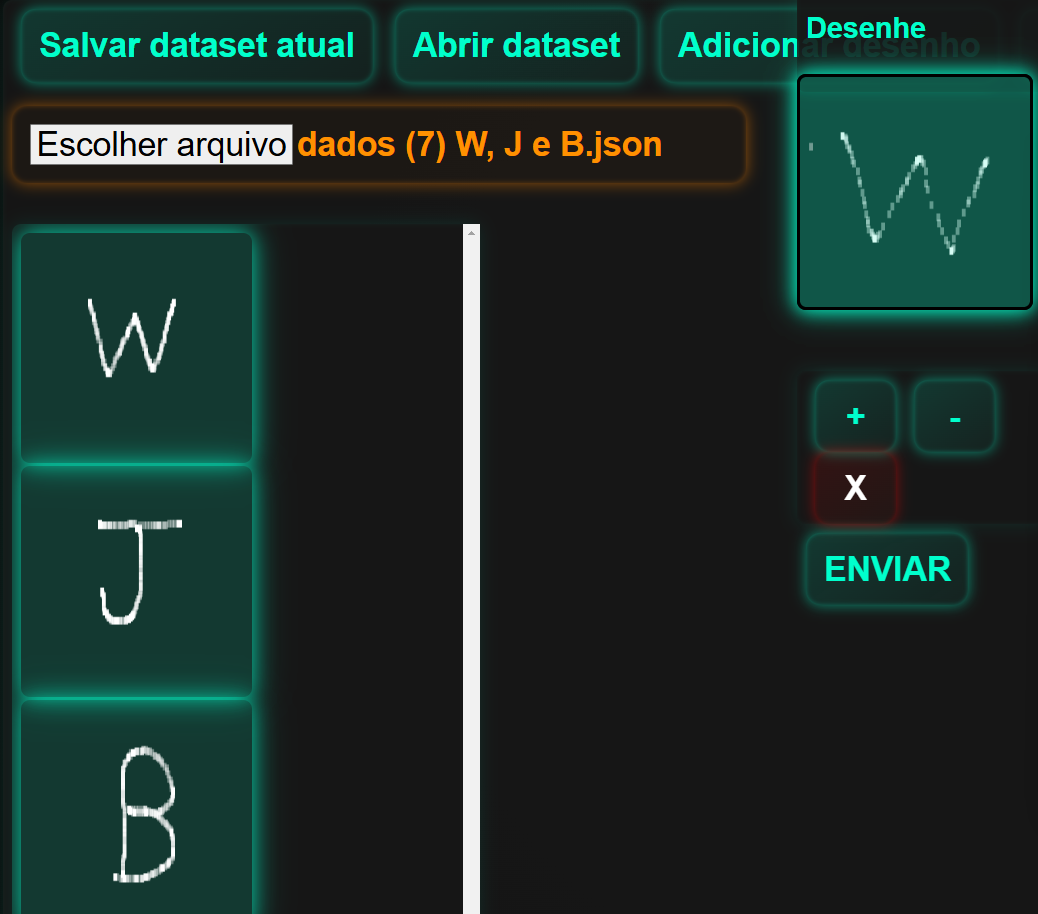 Salvar dataset atual
Abrir dataset
Adicionar desenho
Desenhe
Escolher arquivo dados (7) W, J e B.json
W
W
J
B
+
-
X
ENVIAR